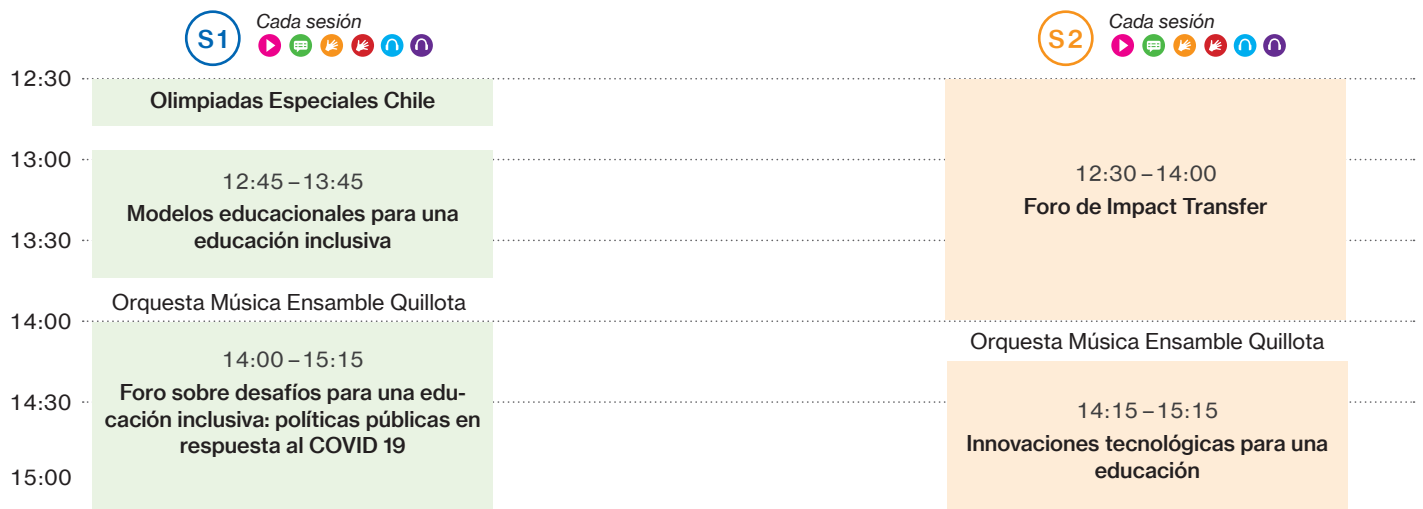 S1
Cada sesión
S2
Cada sesión
12:30
Olimpiadas Especiales Chile
13:00
12:45 – 13:45
Modelos educacionales para una
educación inclusiva
13:30
Orquesta Música Ensamble Quillota
14:00
14:00 – 15:15
Foro sobre desafíos para una edu-
cación inclusiva: políticas públicas en
respuesta al COVID 19
14:30
15:00
12:30 – 14:00
Foro de Impact Transfer
Orquesta Música Ensamble Quillota
14:15 – 15:15
Innovaciones tecnológicas para una
educación